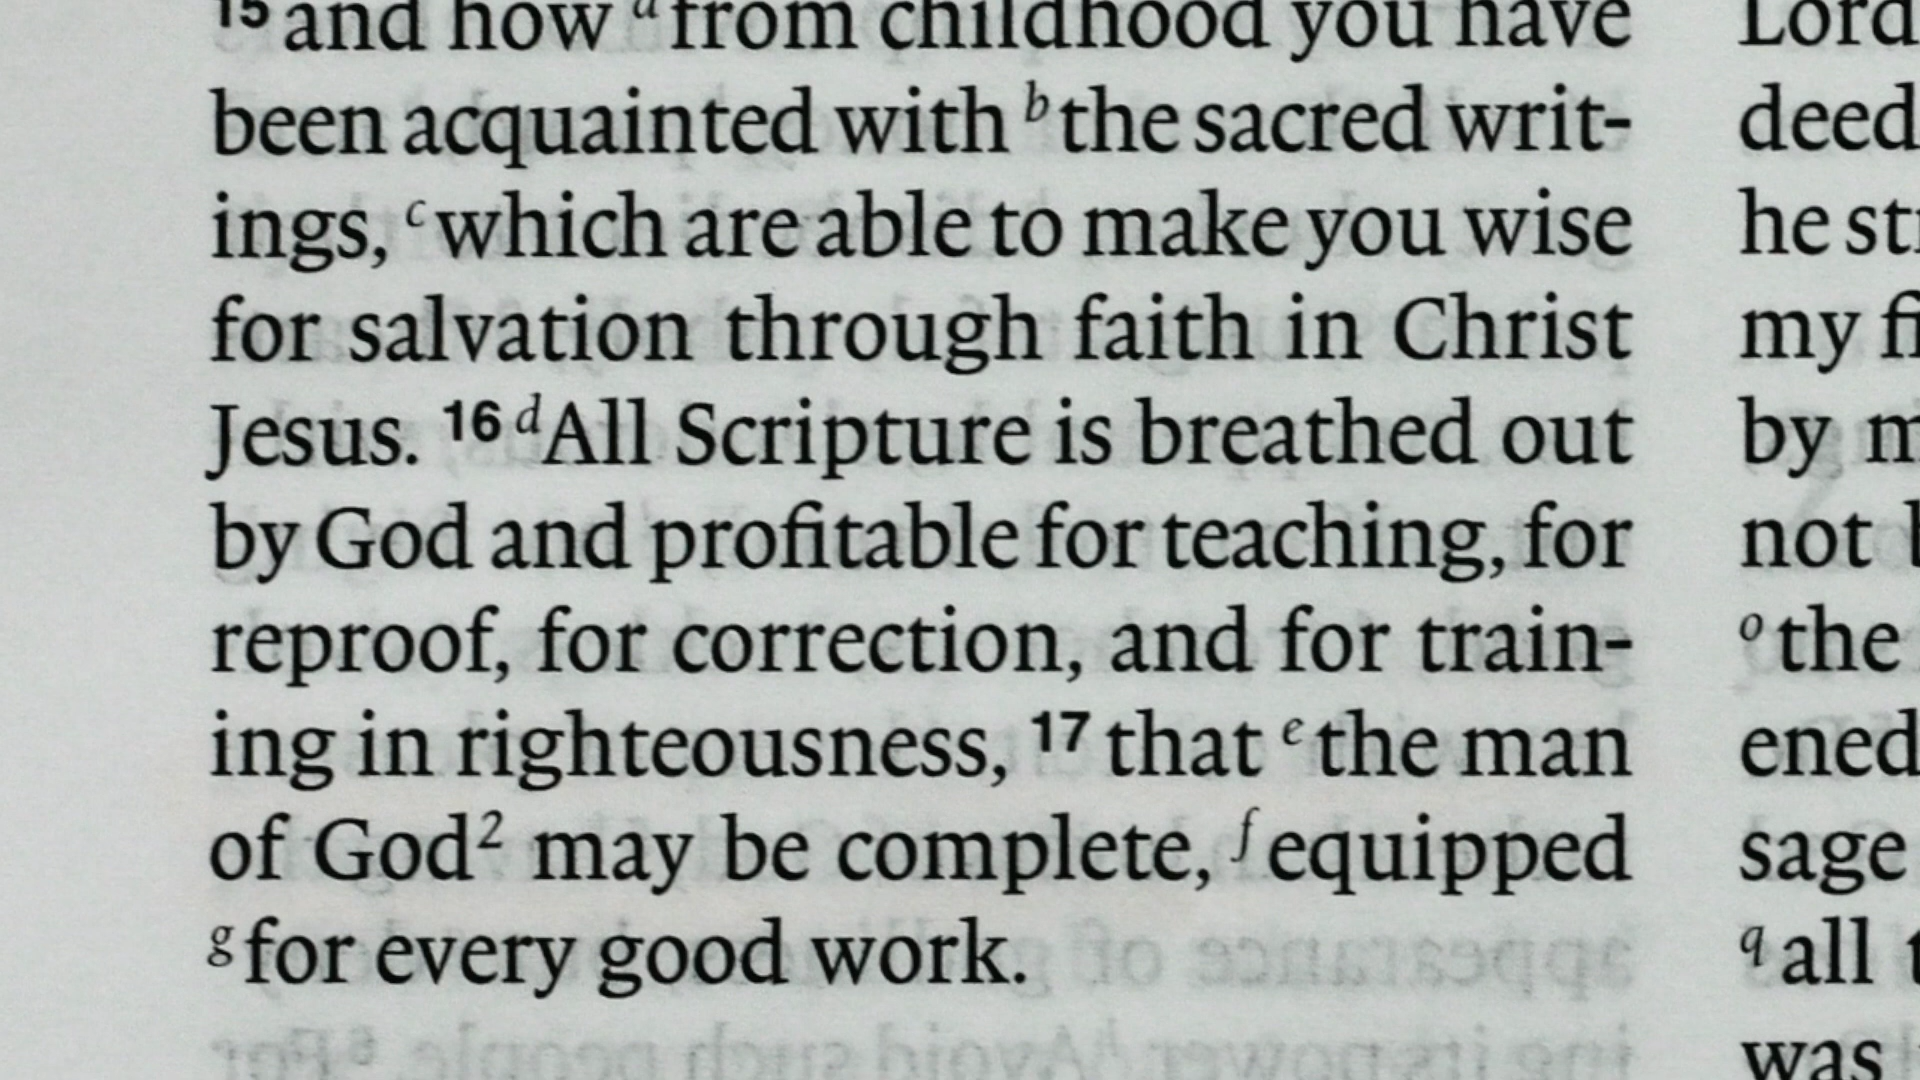 15 and how a from childhood you have
been acquainted with b the sacred writ-
ings, c which are able to make you wise
for salvation through faith in Christ
Jesus. 16 d All Scripture is breathed out
by God and profitable for teaching, for
reproof, for correction, and for train-
ing in righteousness, 17 that e the man
of God2 may be complete, f equipped
g for every good work.
Lord
deed
he
my
by
not
o the
ened
sage
q all
was